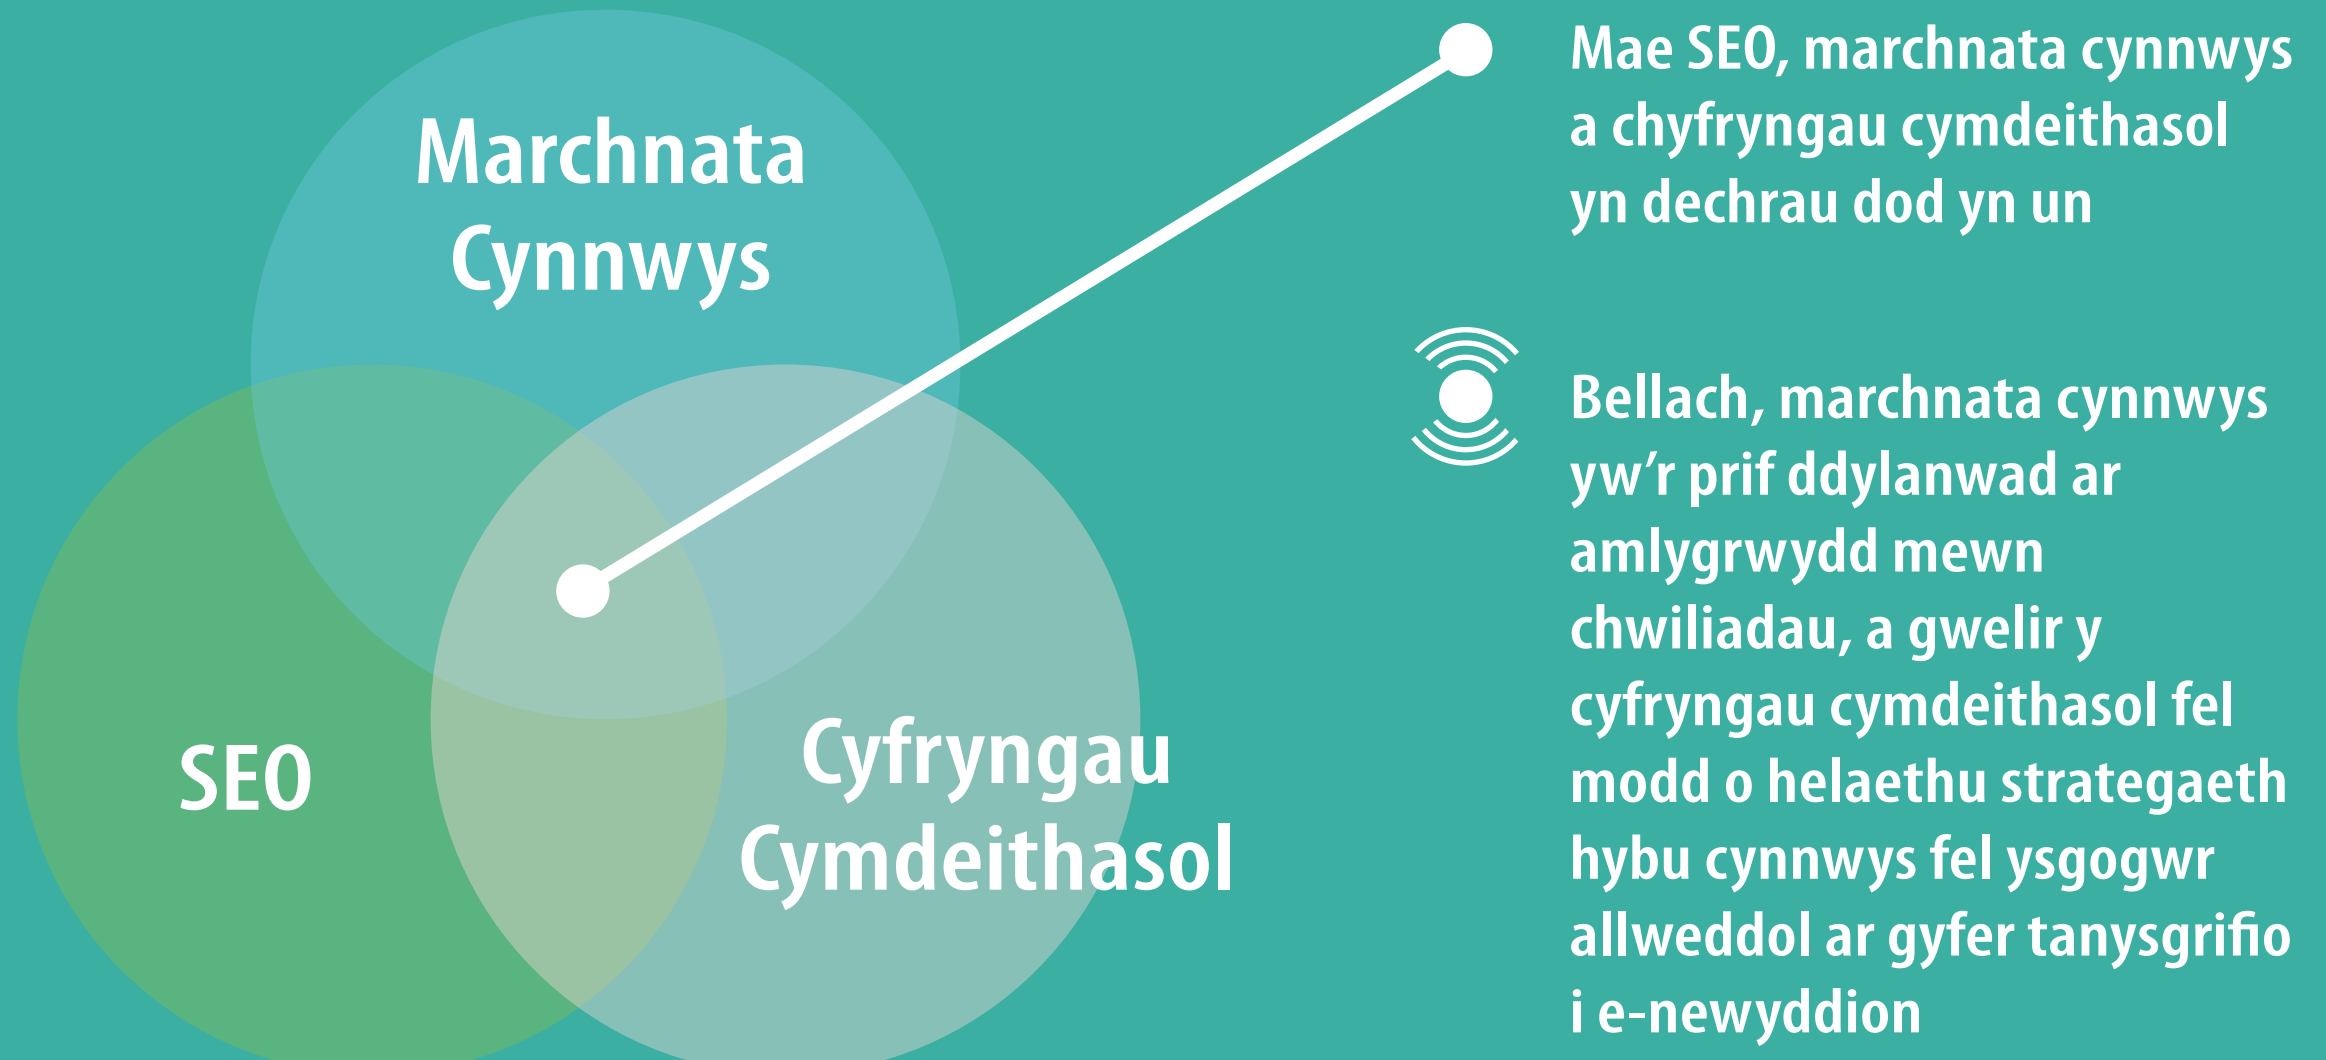 Marchnata
Cynnwys
SEO
Cyfryngau
Cymdeithasol
Mae SEO, marchnata cynnwys
a chyfryngau cymdeithasol
yn dechrau dod yn un
Bellach, marchnata cynnwys
yw’r prif ddylanwad ar
amlygrwydd mewn
chwiliadau, a gwelir y
cyfryngau cymdeithasol fel
modd o helaethu strategaeth
hybu cynnwys fel ysgogwr
allweddol ar gyfer tanysgrifio
i e-newyddion